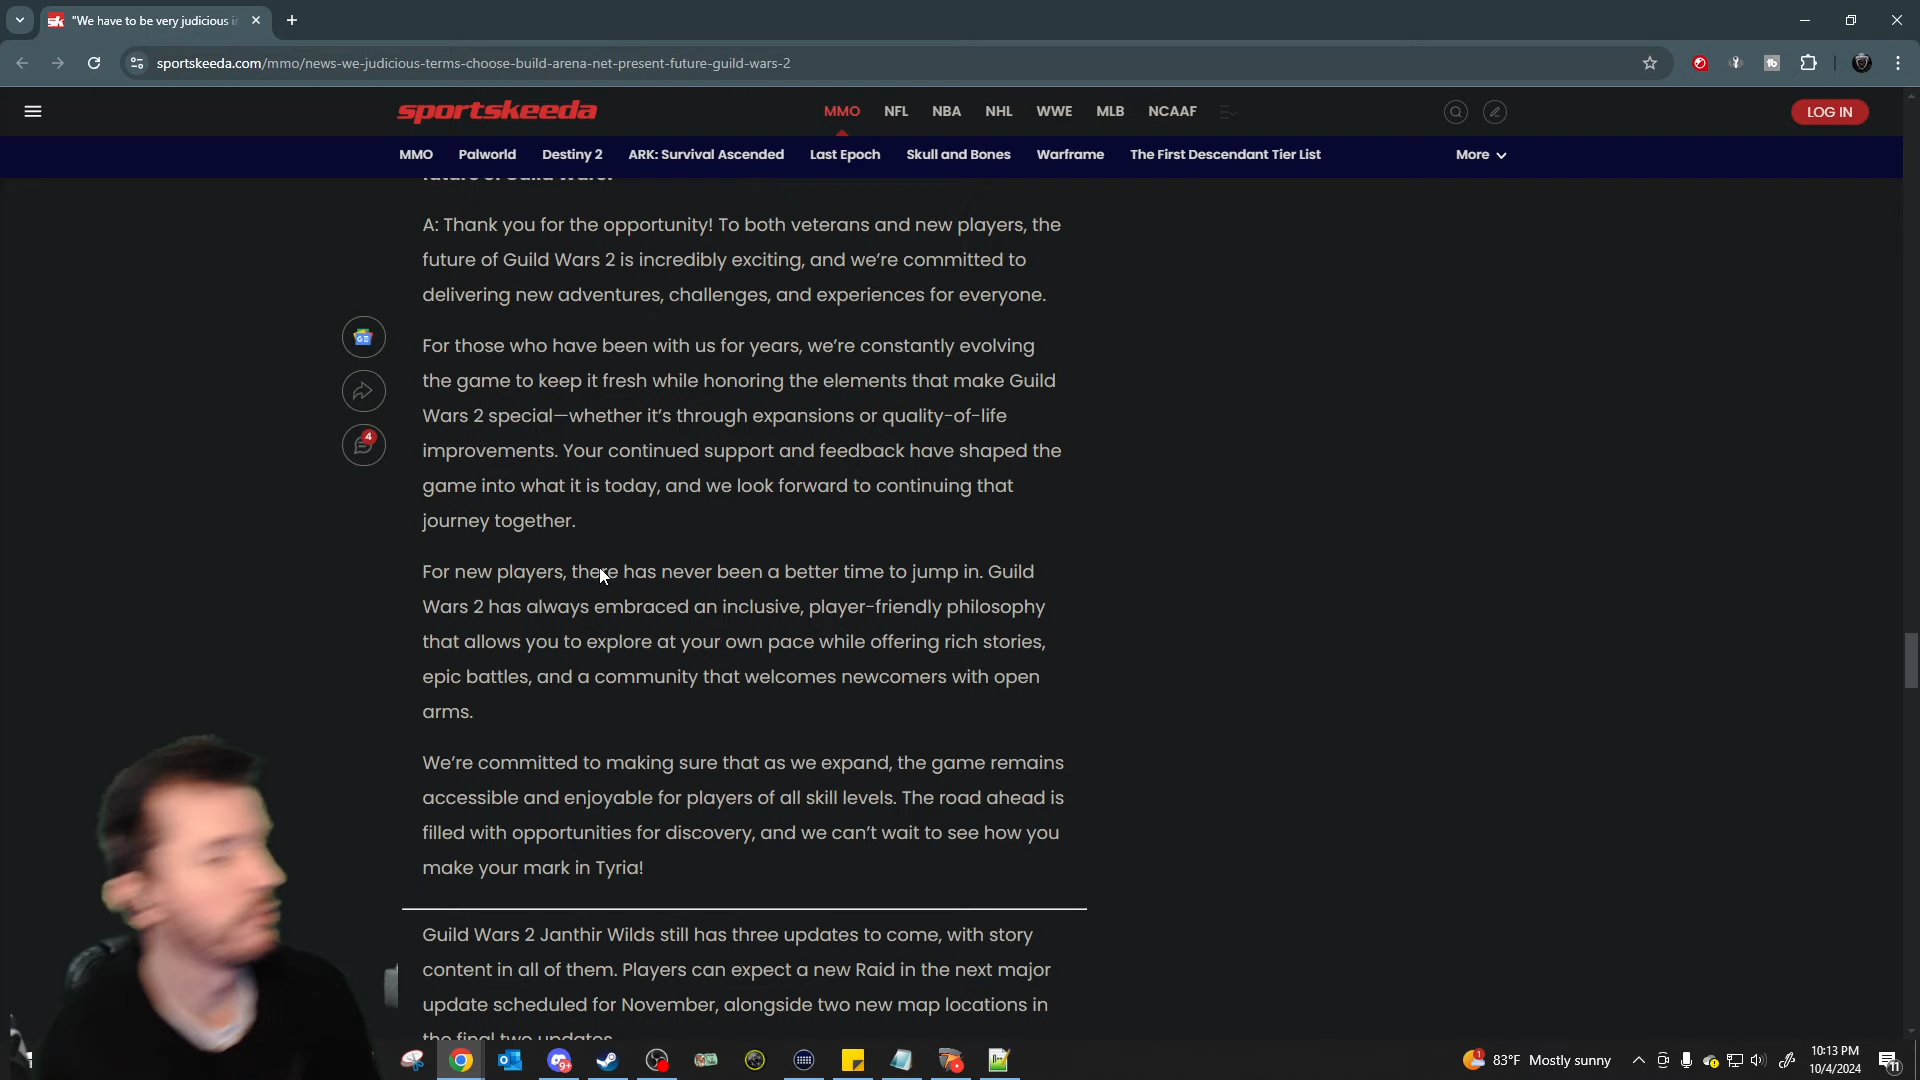 "We have to be very judicious i
sportskeeda.com/mmo/news-we-judicious-terms-choose-build-arena-net-present-future-guild-wars-2
sportskeeda
MMO NFL NBA NHL WWE MLB NCAAF
LOG IN
MMO Palworld Destiny 2 ARK: Survival Ascended Last Epoch Skull and Bones Warframe The First Descendant Tier List More
future of Guild Wars.
A: Thank you for the opportunity! To both veterans and new players, the
future of Guild Wars 2 is incredibly exciting, and we're committed to
delivering new adventures, challenges, and experiences for everyone.
For those who have been with us for years, we're constantly evolving
the game to keep it fresh while honoring the elements that make Guild
Wars 2 special—whether it's through expansions or quality-of-life
improvements. Your continued support and feedback have shaped the
game into what it is today, and we look forward to continuing that
journey together.
4
For new players, there has never been a better time to jump in. Guild
Wars 2 has always embraced an inclusive, player-friendly philosophy
that allows you to explore at your own pace while offering rich stories,
epic battles, and a community that welcomes newcomers with open
arms.
We're committed to making sure that as we expand, the game remains
accessible and enjoyable for players of all skill levels. The road ahead is
filled with opportunities for discovery, and we can't wait to see how you
make your mark in Tyria!
Guild Wars 2 Janthir Wilds still has three updates to come, with story
content in all of them. Players can expect a new Raid in the next major
update scheduled for November, alongside two new map locations in
the final two updates.
83°F Mostly sunny
10:13 PM
10/4/2024
11